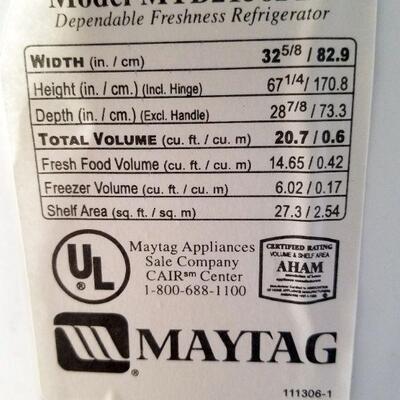 Model
Dependable Freshness Refrigerator
WIDTH (in. / cm) 32 5/8 / 82.9
Height (in. / cm.) (Incl. Hinge) 67 1/4 / 170.8
Depth (in. / cm.) (Excl. Handle) 28 7/8 / 73.3
TOTAL VOLUME (cu. ft. / cu. m) 20.7 / 0.6
Fresh Food Volume (cu. ft. / cu. m) 14.65 / 0.42
Freezer Volume (cu. ft. / cu. m) 6.02 / 0.17
Shelf Area (sq. ft. / sq. m) 27.3 / 2.54
UL
®
Maytag Appliances
Sale Company
CAIR℠ Center
1-800-688-1100
CERTIFIED RATING
VOLUME & SHELF AREA
AHAM
MAYTAG
®
111306-1